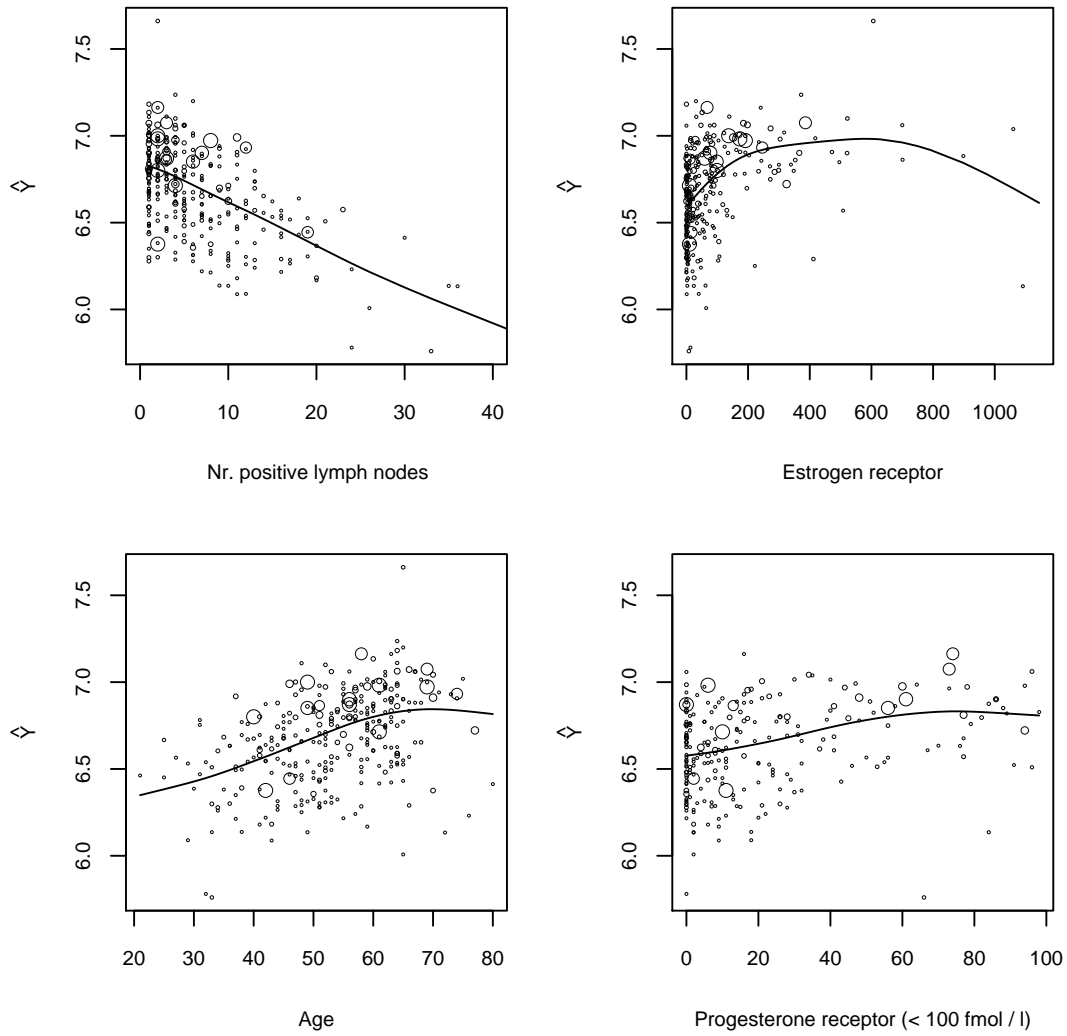 7.5
7.0
6.5
6.0
Ŷ
0 10 20 30 40
Nr. positive lymph nodes
7.5
7.0
6.5
6.0
Ŷ
0 200 400 600 800 1000
Estrogen receptor
7.5
7.0
6.5
6.0
Ŷ
20 30 40 50 60 70 80
Age
7.5
7.0
6.5
6.0
Ŷ
0 20 40 60 80 100
Progesterone receptor (< 100 fmol / l)